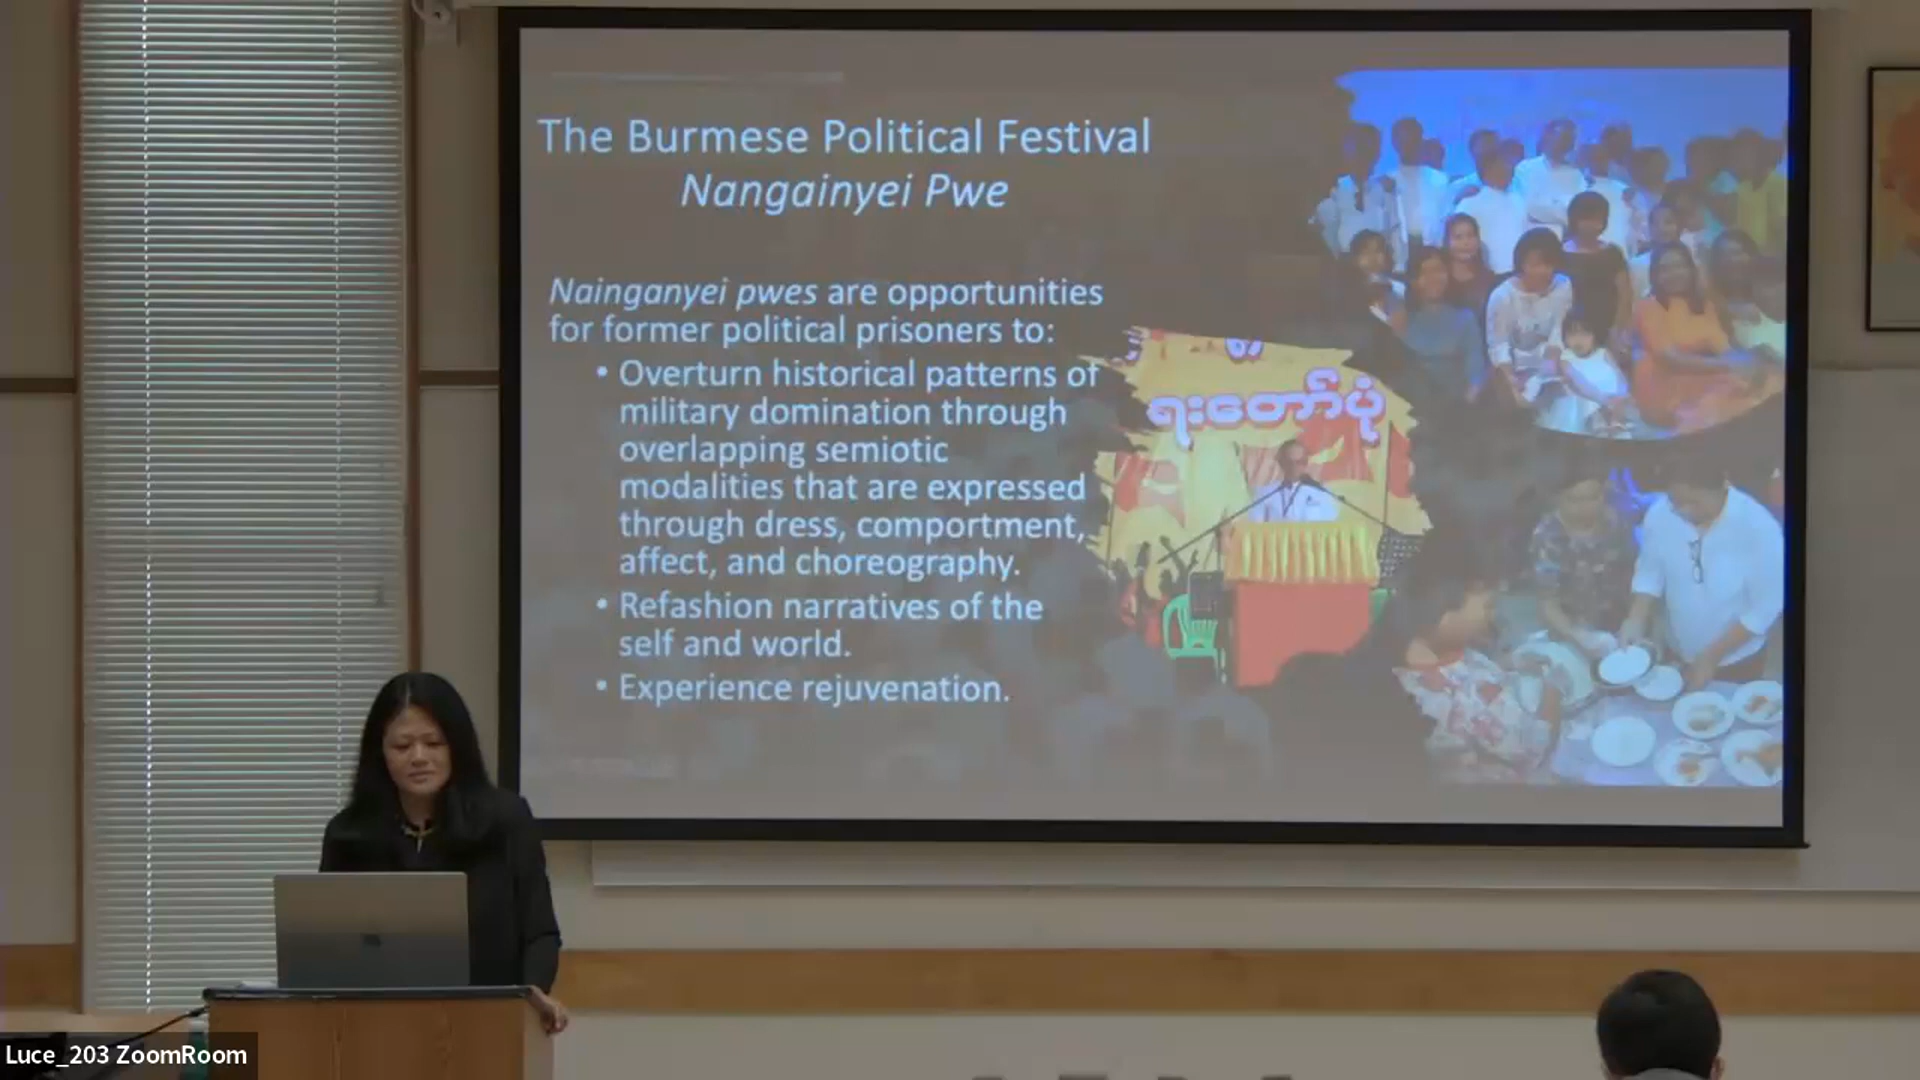 The Burmese Political Festival
Nangainyei Pwe
Nainganyei pwes are opportunities
for former political prisoners to:
• Overturn historical patterns of
military domination through
overlapping semiotic
modalities that are expressed
through dress, comportment,
affect, and choreography.
• Refashion narratives of the
self and world.
• Experience rejuvenation.
ရေးတော်ပုံ
Luce_203 ZoomRoom